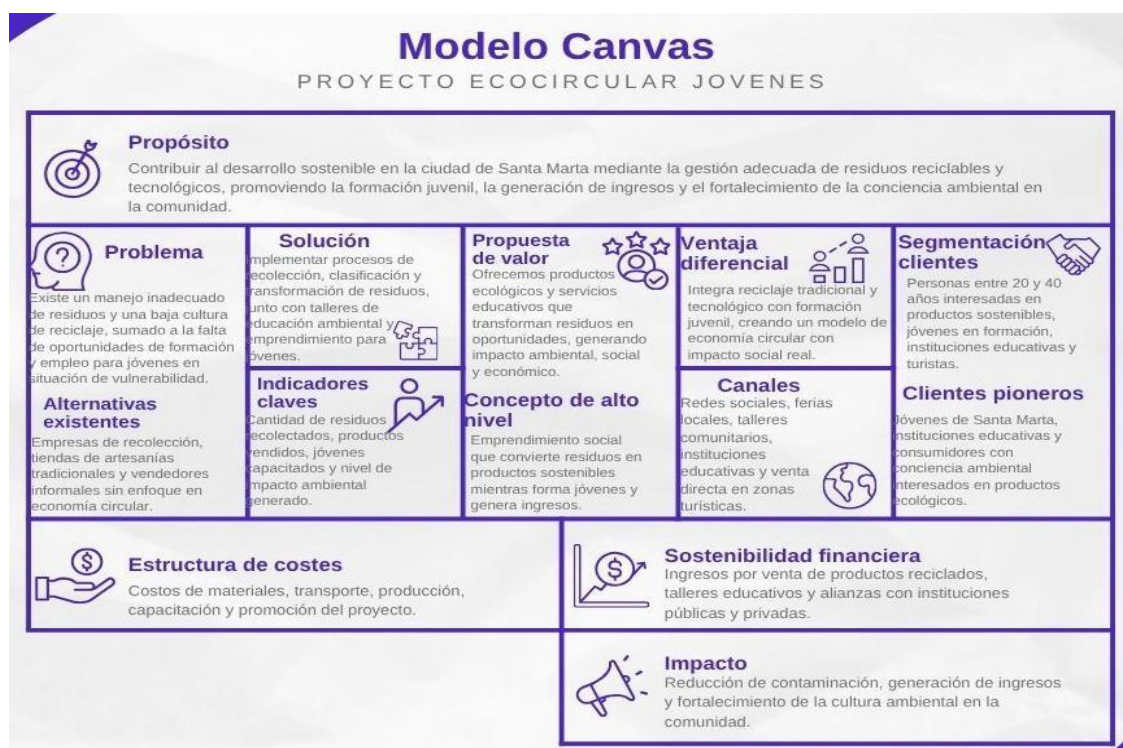 Modelo Canvas
PROYECTO ECOCIRCULAR JOVENES
Propósito
Contribuir al desarrollo sostenible en la ciudad de Santa Marta mediante la gestión adecuada de residuos reciclables y
tecnológicos, promoviendo la formación juvenil, la generación de ingresos y el fortalecimiento de la conciencia ambiental en
la comunidad.
Problema
Existe un manejo inadecuado
de residuos y una baja cultura
de reciclaje, sumado a la falta
de oportunidades de formación
y empleo para jóvenes en
situación de vulnerabilidad.
Alternativas
existentes
Empresas de recolección,
tiendas de artesanías
tradicionales y vendedores
informales sin enfoque en
economía circular.
Solución
Implementar procesos de
recolección, clasificación y
transformación de residuos,
junto con talleres de
educación ambiental y
emprendimiento para
jóvenes.
Indicadores
claves
Cantidad de residuos
recolectados, productos
vendidos, jóvenes
capacitados y nivel de
impacto ambiental
generado.
Propuesta
de valor
Ofrecemos productos
ecológicos y servicios
educativos que
transforman residuos en
oportunidades, generando
impacto ambiental, social
y económico.
Concepto de alto
nivel
Emprendimiento social
que convierte residuos en
productos sostenibles
mientras forma jóvenes y
genera ingresos.
Ventaja
diferencial
Integra reciclaje tradicional y
tecnológico con formación
juvenil, creando un modelo de
economía circular con
impacto social real.
Canales
Redes sociales, ferias
locales, talleres
comunitarios,
instituciones
educativas y venta
directa en zonas
turísticas.
Segmentación
clientes
Personas entre 20 y 40
años interesadas en
productos sostenibles,
jóvenes en formación,
instituciones educativas y
turistas.
Clientes pioneros
Jóvenes de Santa Marta,
instituciones educativas y
consumidores con
conciencia ambiental
interesados en productos
ecológicos.
Estructura de costes
Costos de materiales, transporte, producción,
capacitación y promoción del proyecto.
Sostenibilidad financiera
Ingresos por venta de productos reciclados,
talleres educativos y alianzas con instituciones
públicas y privadas.
Impacto
Reducción de contaminación, generación de ingresos
y fortalecimiento de la cultura ambiental en la
comunidad.